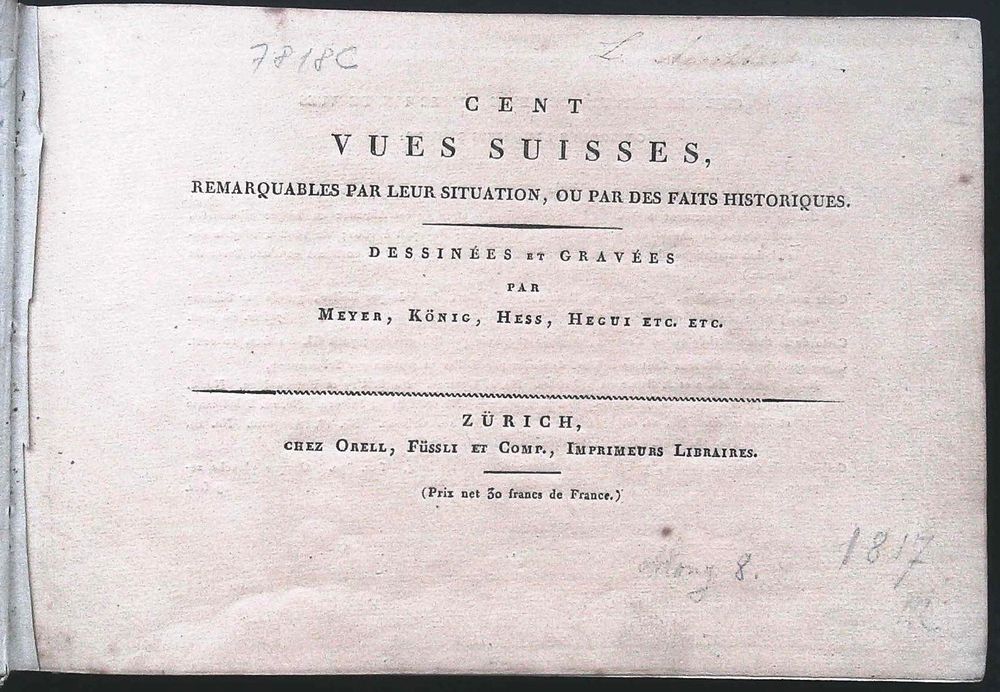 7818C
L.
CENT
VUES SUISSES,
REMARQUABLES PAR LEUR SITUATION, OU PAR DES FAITS HISTORIQUES.
DESSINÉES ET GRAVÉES
PAR
MEYER, KÖNIG, HESS, HEGUI ETC. ETC.
ZÜRICH,
CHEZ ORELL, FÜSSLI ET COMP., IMPRIMEURS LIBRAIRES.
(Prix net 30 francs de France.)
8.
1817